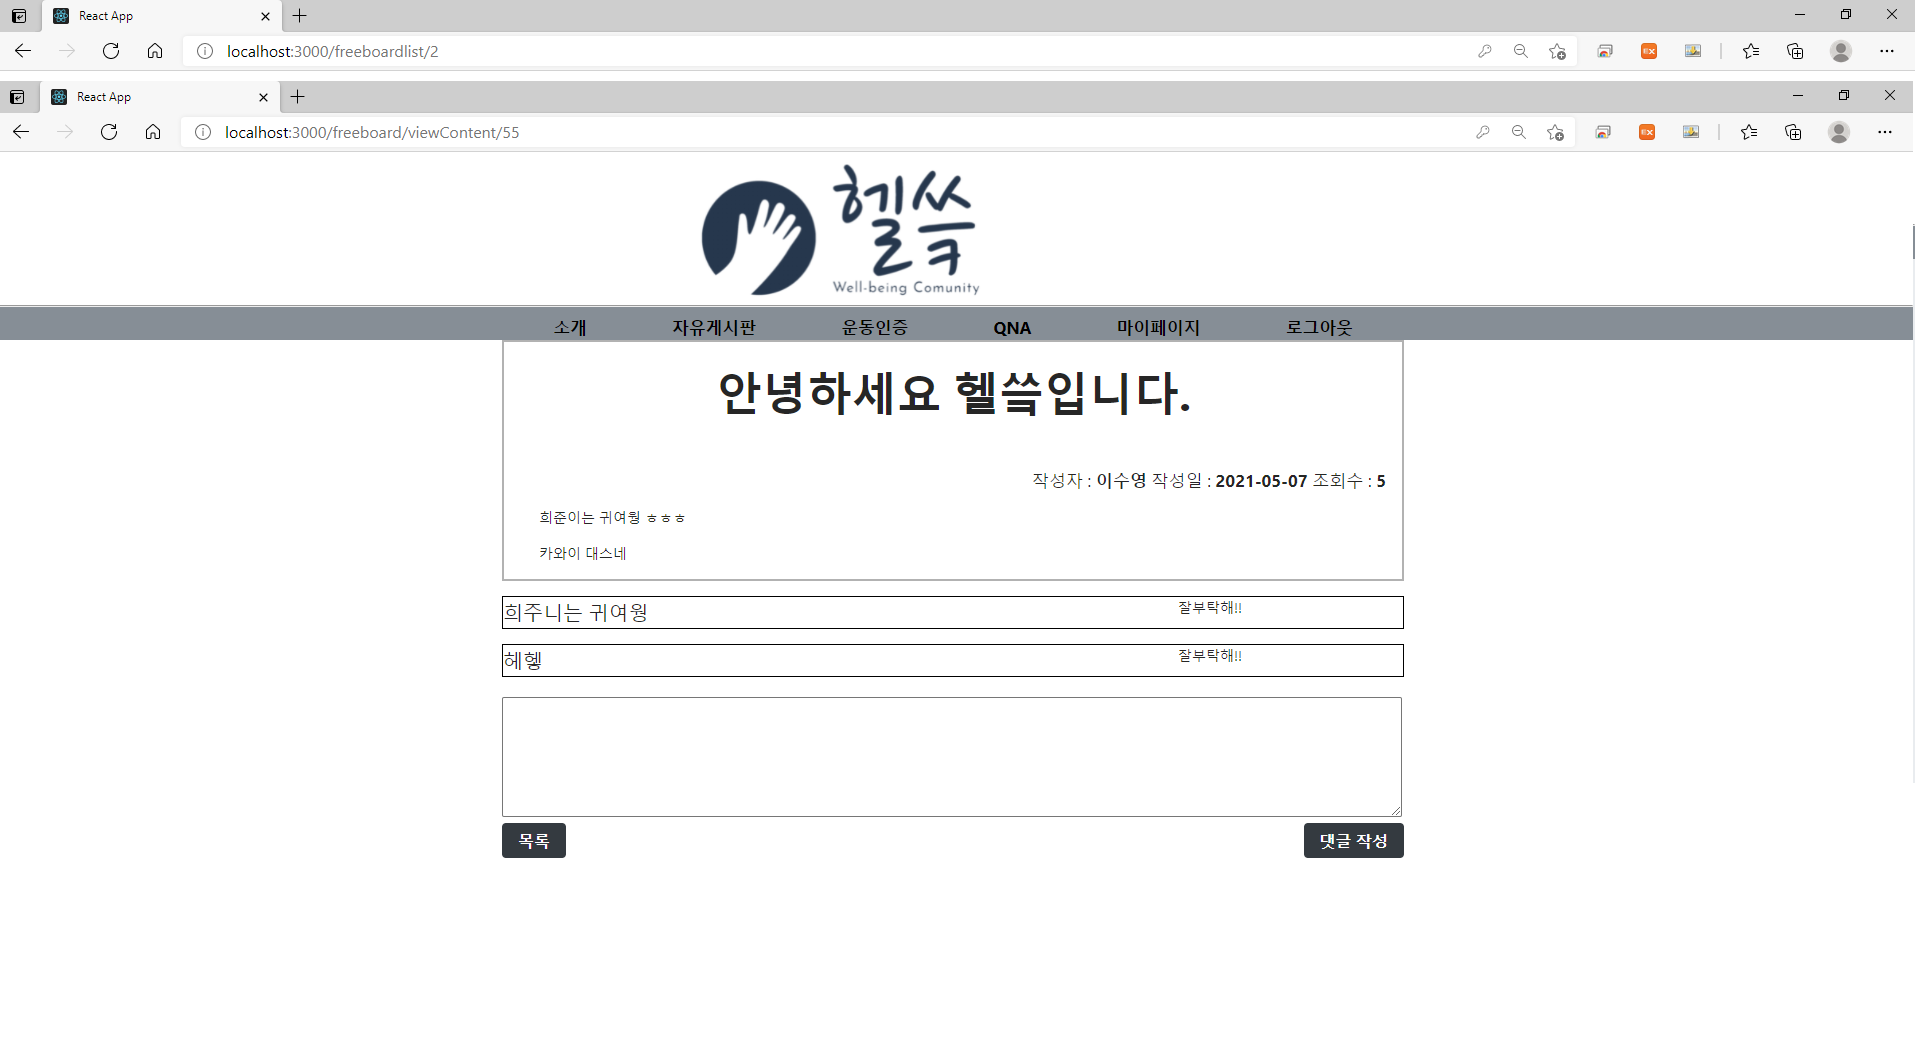 React App
localhost:3000/freeboardlist/2
React App
localhost:3000/freeboard/viewContent/55
헬쓱
Well-being Comunity
소개 자유게시판 운동인증 QNA 마이페이지 로그아웃
안녕하세요 헬쓱입니다.
작성자 : 이수영 작성일 : 2021-05-07 조회수 : 5
희준이는 귀여웡 ㅎㅎㅎ
카와이 대스네
희주니는 귀여웡 잘부탁해!!
헤헿 잘부탁해!!
목록 댓글 작성